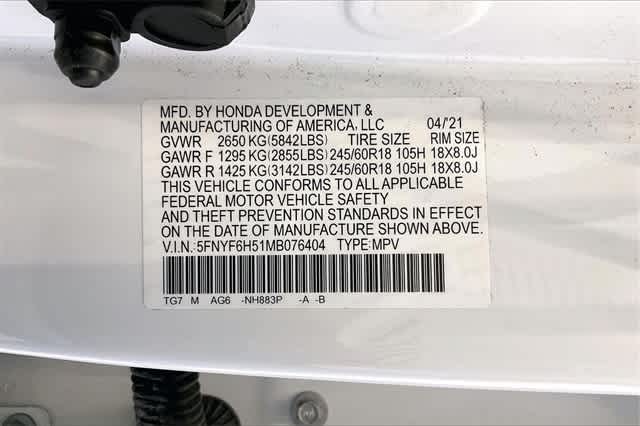 MFD. BY HONDA DEVELOPMENT &
MANUFACTURING OF AMERICA, LLC 04/'21
GVWR 2650 KG(5842LBS) TIRE SIZE RIM SIZE
GAWR F 1295 KG(2855LBS) 245/60R18 105H 18X8.0J
GAWR R 1425 KG(3142LBS) 245/60R18 105H 18X8.0J
THIS VEHICLE CONFORMS TO ALL APPLICABLE
FEDERAL MOTOR VEHICLE SAFETY
AND THEFT PREVENTION STANDARDS IN EFFECT
ON THE DATE OF MANUFACTURE SHOWN ABOVE.
V.I.N.: 5FNYF6H51MB076404 TYPE: MPV
TG7 M AG6 -NH883P -A -B